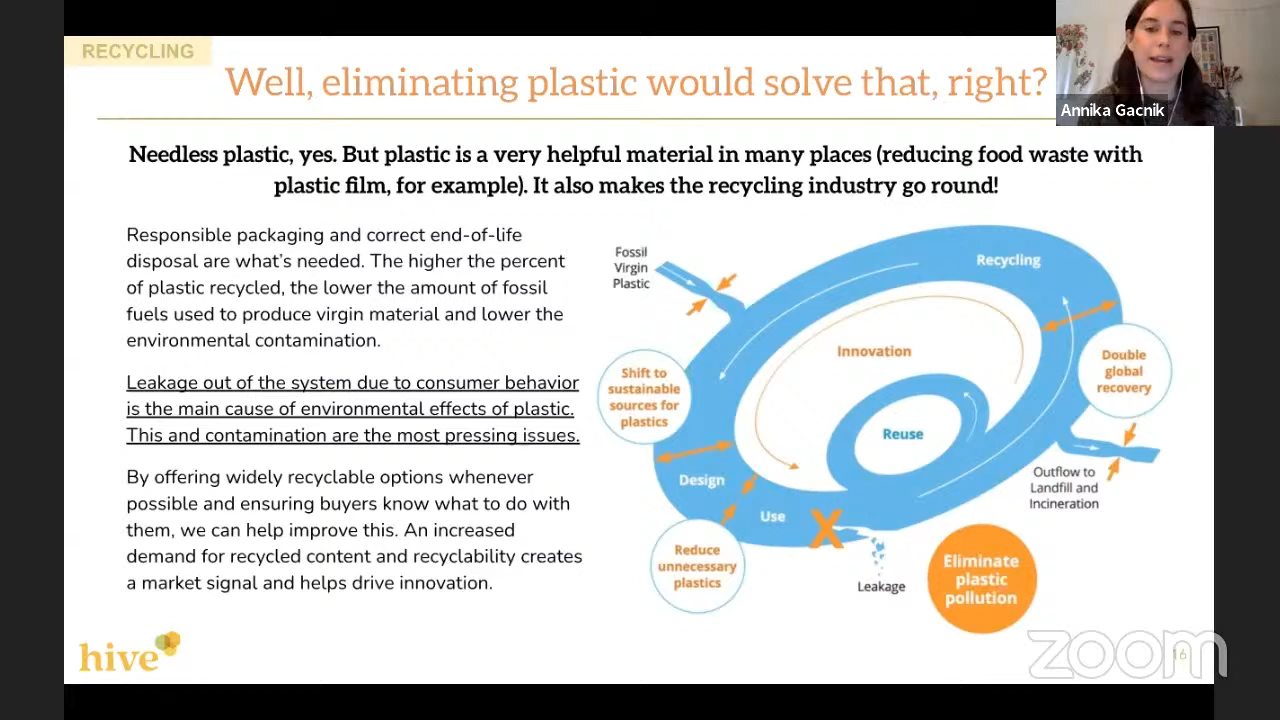 RECYCLING
Well, eliminating plastic would solve that, right?
Annika Gacnik
Needless plastic, yes. But plastic is a very helpful material in many places (reducing food waste with
plastic film, for example). It also makes the recycling industry go round!
Responsible packaging and correct end-of-life
disposal are what's needed. The higher the percent
of plastic recycled, the lower the amount of fossil
fuels used to produce virgin material and lower the
environmental contamination.
Leakage out of the system due to consumer behavior
is the main cause of environmental effects of plastic.
This and contamination are the most pressing issues.
By offering widely recyclable options whenever
possible and ensuring buyers know what to do with
them, we can help improve this. An increased
demand for recycled content and recyclability creates
a market signal and helps drive innovation.
Fossil
Virgin
Plastic
Recycling
Innovation
Shift to
sustainable
sources for
plastics
Double
global
recovery
Reuse
Design
Use
X
Outflow to
Landfill and
Incineration
Reduce
unnecessary
plastics
Leakage
Eliminate
plastic
pollution
hive
zoom
16